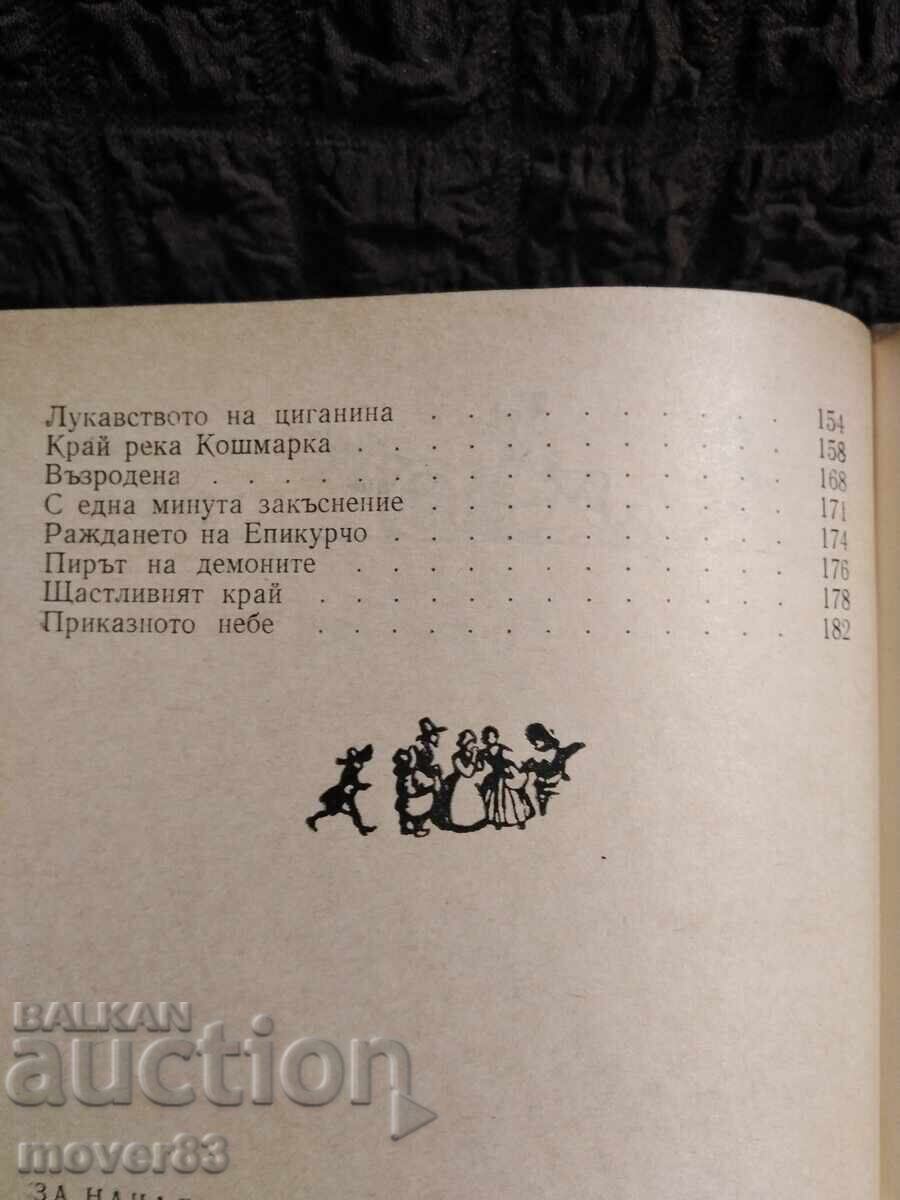 Лукавството на циганина . . . . . . . . . . . 154
Край река Кошмарка . . . . . . . . . . . . . 158
Възродена . . . . . . . . . . . . . . . . 168
С една минута закъснение . . . . . . . . . . . 171
Раждането на Епикурчо . . . . . . . . . . . . 174
Пирът на демоните . . . . . . . . . . . . . 176
Щастливият край . . . . . . . . . . . . . . 178
Приказното небе . . . . . . . . . . . . . . 182
BALKAN
auction
mover83
ЗА